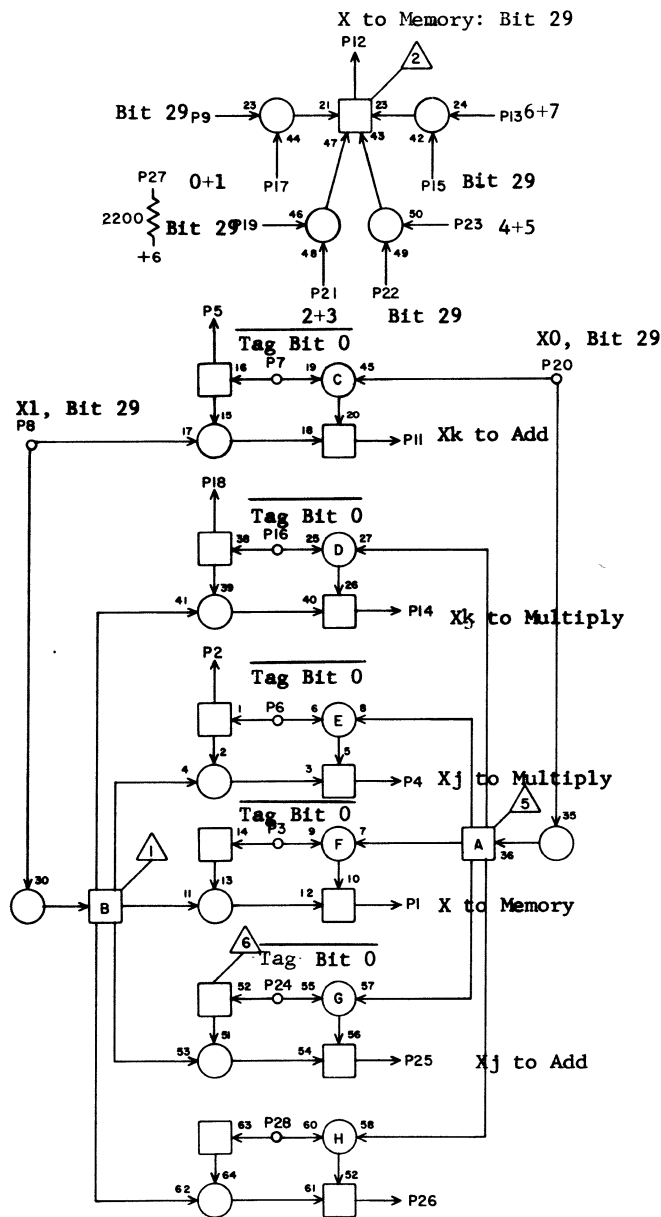 X to Memory: Bit 29
P12
2
Bit 29 P9 23 21 23 24 P13 6+7
44 47 43 42
P27 0+1 P17 P15 Bit 29
2200 Bit 29 P19 46 50 P23 4+5
+6 48 49
P21 P22
2+3 Bit 29
P5 Tag Bit 0 X0, Bit 29
16 P7 19 C 45 P20
X1, Bit 29
P8 15 20
17 18 P11 Xk to Add
P18 Tag Bit 0
38 P16 25 D 27
39 26
41 40 P14 Xk to Multiply
P2 Tag Bit 0
1 P6 6 E 8
2 5
4 3 P4 Xj to Multiply
Tag Bit 0 5
1 14 P3 9 F 7 A 36 35
30 13 10
B 11 12 P1 X to Memory
6 Tag Bit 0
52 P24 55 G 57
51 56
53 54 P25 Xj to Add
63 P28 60 H 58
64 52
62 61 P26